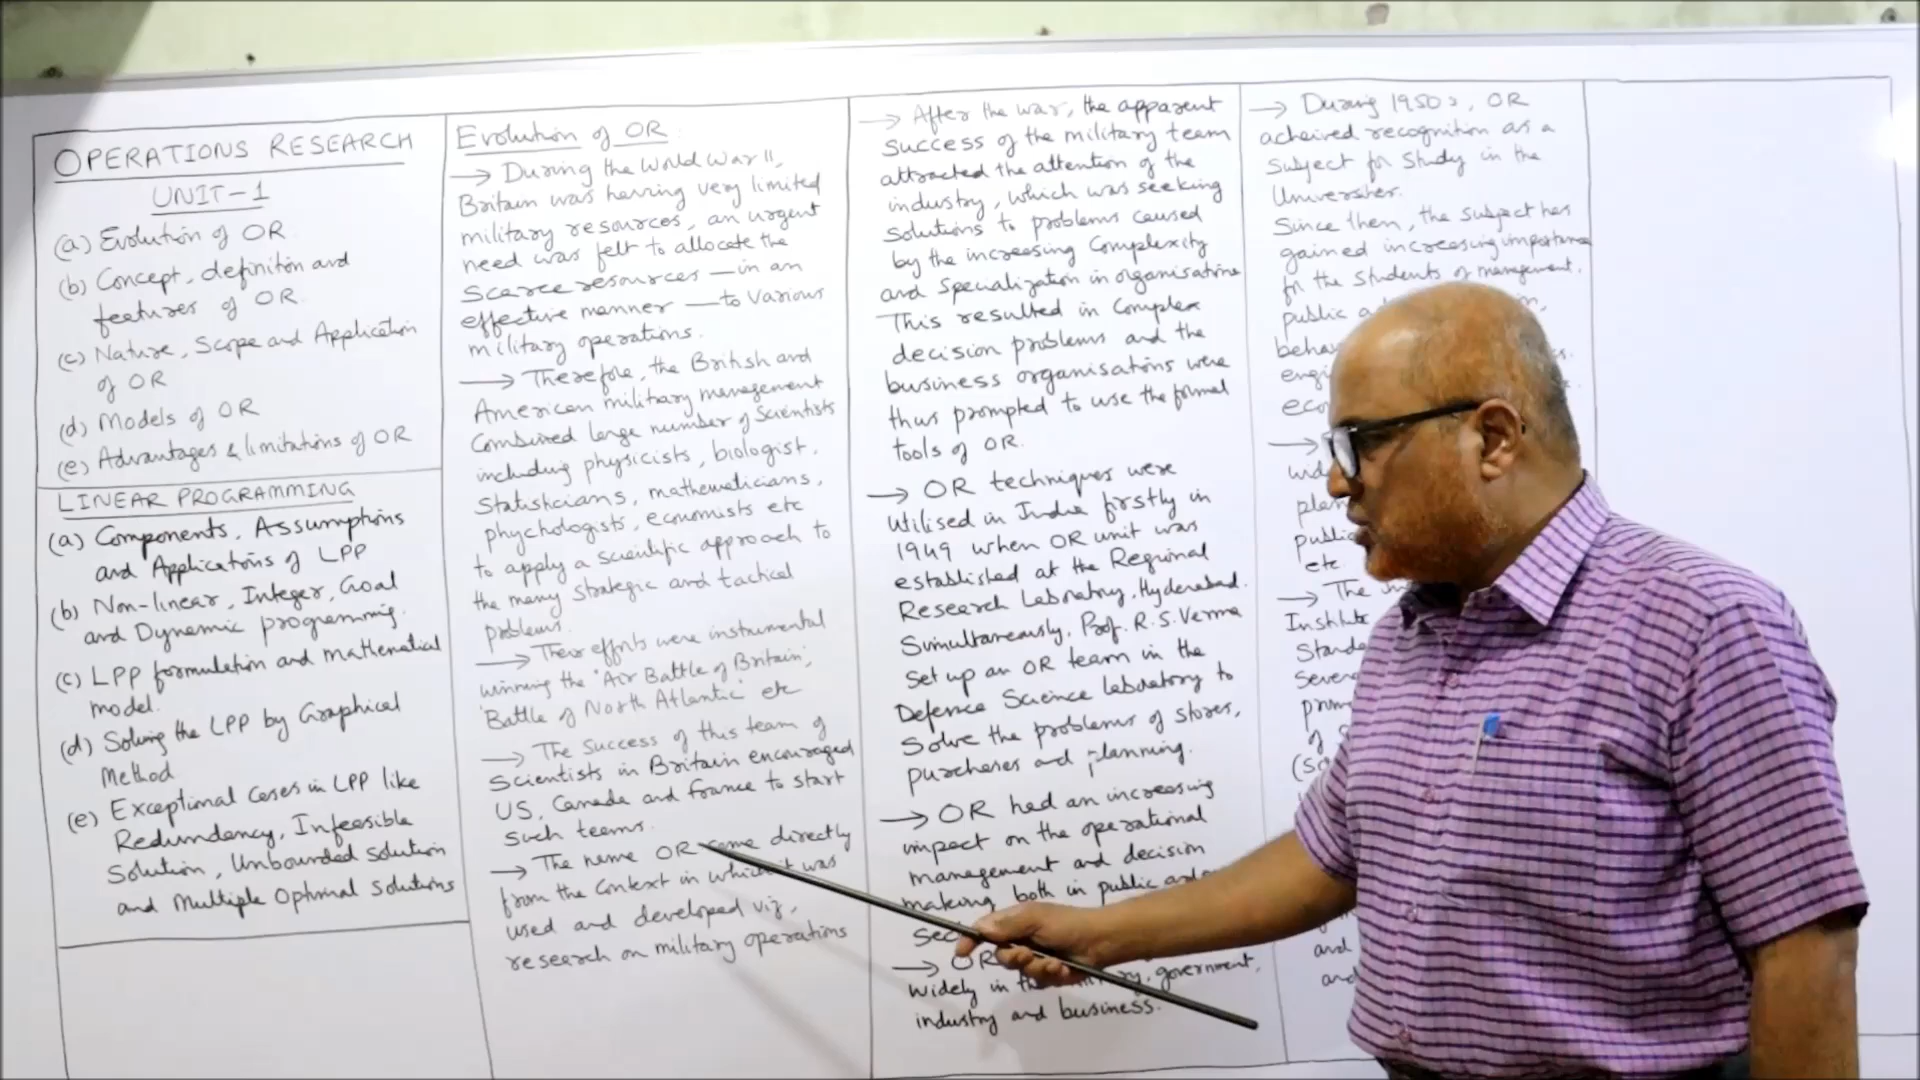 OPERATIONS RESEARCH
UNIT-1
(a) Evolution of OR
(b) Concept, definition and
features of OR.
(c) Nature, Scope and Application
of OR
(d) Models of OR
(e) Advantages & limitations of OR
LINEAR PROGRAMMING
(a) Components, Assumptions
and Applications of LPP
(b) Non-linear, Integer, Goal
and Dynamic programming.
(c) LPP formulation and mathematical
model.
(d) Solving the LPP by Graphical
Method
(e) Exceptional cases in LPP like
Redundancy, Infeasible
Solution, Unbounded solution
and Multiple Optimal solutions
Evolution of OR
→ During the World War II,
Britain was having very limited
military resources, an urgent
need was felt to allocate the
Scarce resources — in an
effective manner — to various
military operations.
→ Therefore, the British and
American military management
Combined large number of Scientists
including physicists, biologist,
Statisticians, mathematicians,
phychologists, economists etc
to apply a scientific approach to
the many Strategic and tactical
problems.
→ Their efforts were instrumental
winning the 'Air Battle of Britain',
'Battle of North Atlantic' etc
→ The success of this team of
Scientists in Britain encouraged
US, Canada and France to start
such teams.
→ The name OR came directly
from the Context in which it was
used and developed viz,
research on military operations
→ After the war, the apparent
success of the military team
attracted the attention of the
industry, which was seeking
solutions to problems caused
by the increasing complexity
and Specialization in organisations
This resulted in Complex
decision problems and the
business organisations were
thus prompted to use the formal
tools of OR.
→ OR techniques were
utilised in India firstly in
1949 when OR unit was
established at the Regional
Research Laboratory, Hyderabad.
Simultaneously, Prof. R.S. Verma
Set up an OR team in the
Defence Science laboratory to
Solve the problems of stores,
purchases and planning.
→ OR had an increasing
impact on the operational
management and decision
making both in public and
→ OR
widely in the government,
industry and business.
→ During 1950s, OR
acheived recognition as a
subject for study in the
Universities.
Since then, the subject has
gained increasing importance
for the students of management,
public
→
public
etc.
→ The
Institute
of
and
and